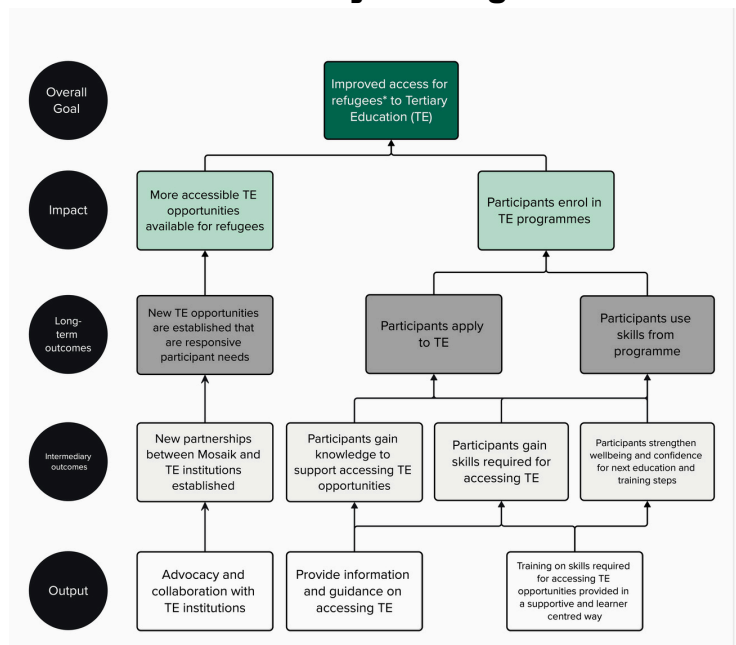 Overall
Goal
Improved access for
refugees* to Tertiary
Education (TE)
Impact
More accessible TE
opportunities
available for refugees
Participants enrol in
TE programmes
Long-
term
outcomes
New TE opportunities
are established that
are responsive
participant needs
Participants apply
to TE
Participants use
skills from
programme
Intermediary
outcomes
New partnerships
between Mosaik and
TE institutions
established
Participants gain
knowledge to
support accessing TE
opportunities
Participants gain
skills required for
accessing TE
Participants strengthen
wellbeing and confidence
for next education and
training steps
Output
Advocacy and
collaboration with
TE institutions
Provide information
and guidance on
accessing TE
Training on skills required
for accessing TE
opportunities provided in
a supportive and learner
centred way